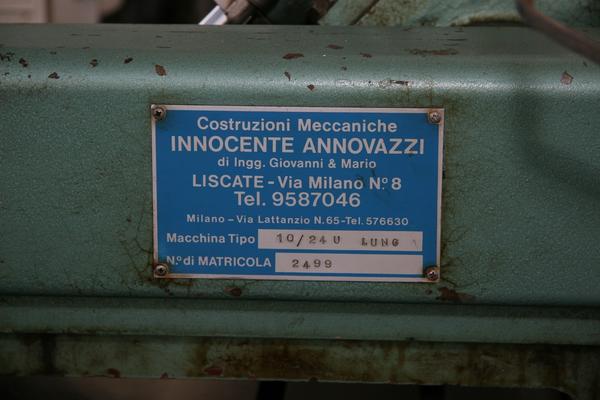 Costruzioni Meccaniche
INNOCENTE ANNOVAZZI
di Ingg. Giovanni & Mario
LISCATE - Via Milano N.º 8
Tel. 9587046
Milano - Via Lattanzio N.65 - Tel. 576630
Macchina Tipo 10/24U LUNG
N.º di MATRICOLA 2499